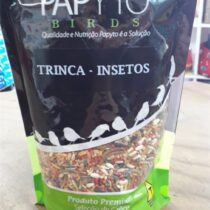 PAPYTO
BIRDS
Qualidade e Nutrição Papyto é a Solução
TRINCA - INSETOS
Produto Premium